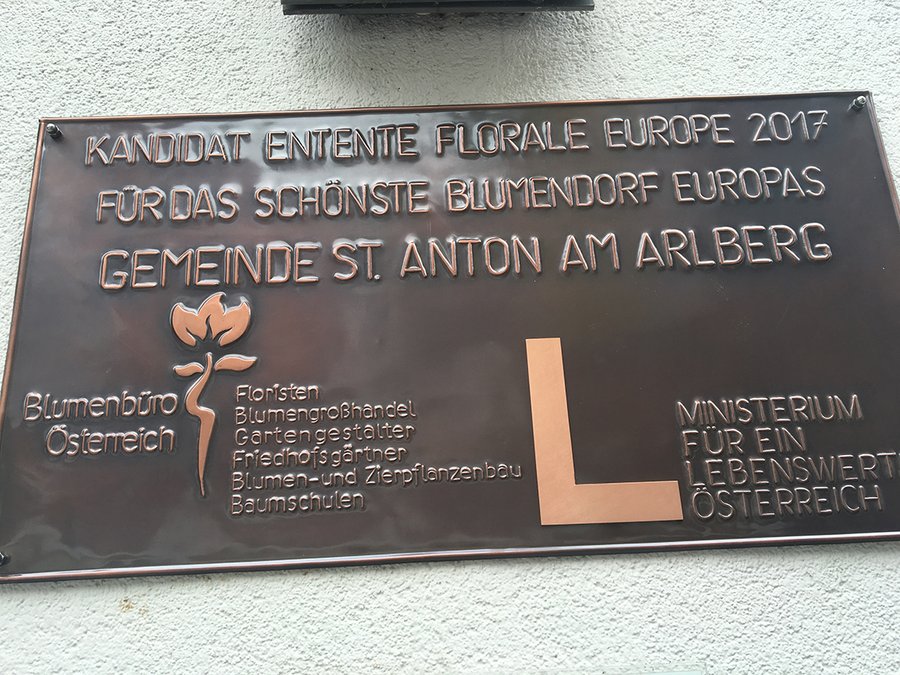 KANDIDAT ENTENTE FLORALE EUROPE 2017
FÜR DAS SCHÖNSTE BLUMENDORF EUROPAS
GEMEINDE ST. ANTON AM ARLBERG
Blumenbüro
Österreich
Floristen
Blumengroßhandel
Gartengestalter
Friedhofsgärtner
Blumen-und Zierpflanzenbau
Baumschulen
L
MINISTERIUM
FÜR EIN
LEBENSWERTE
ÖSTERREICH